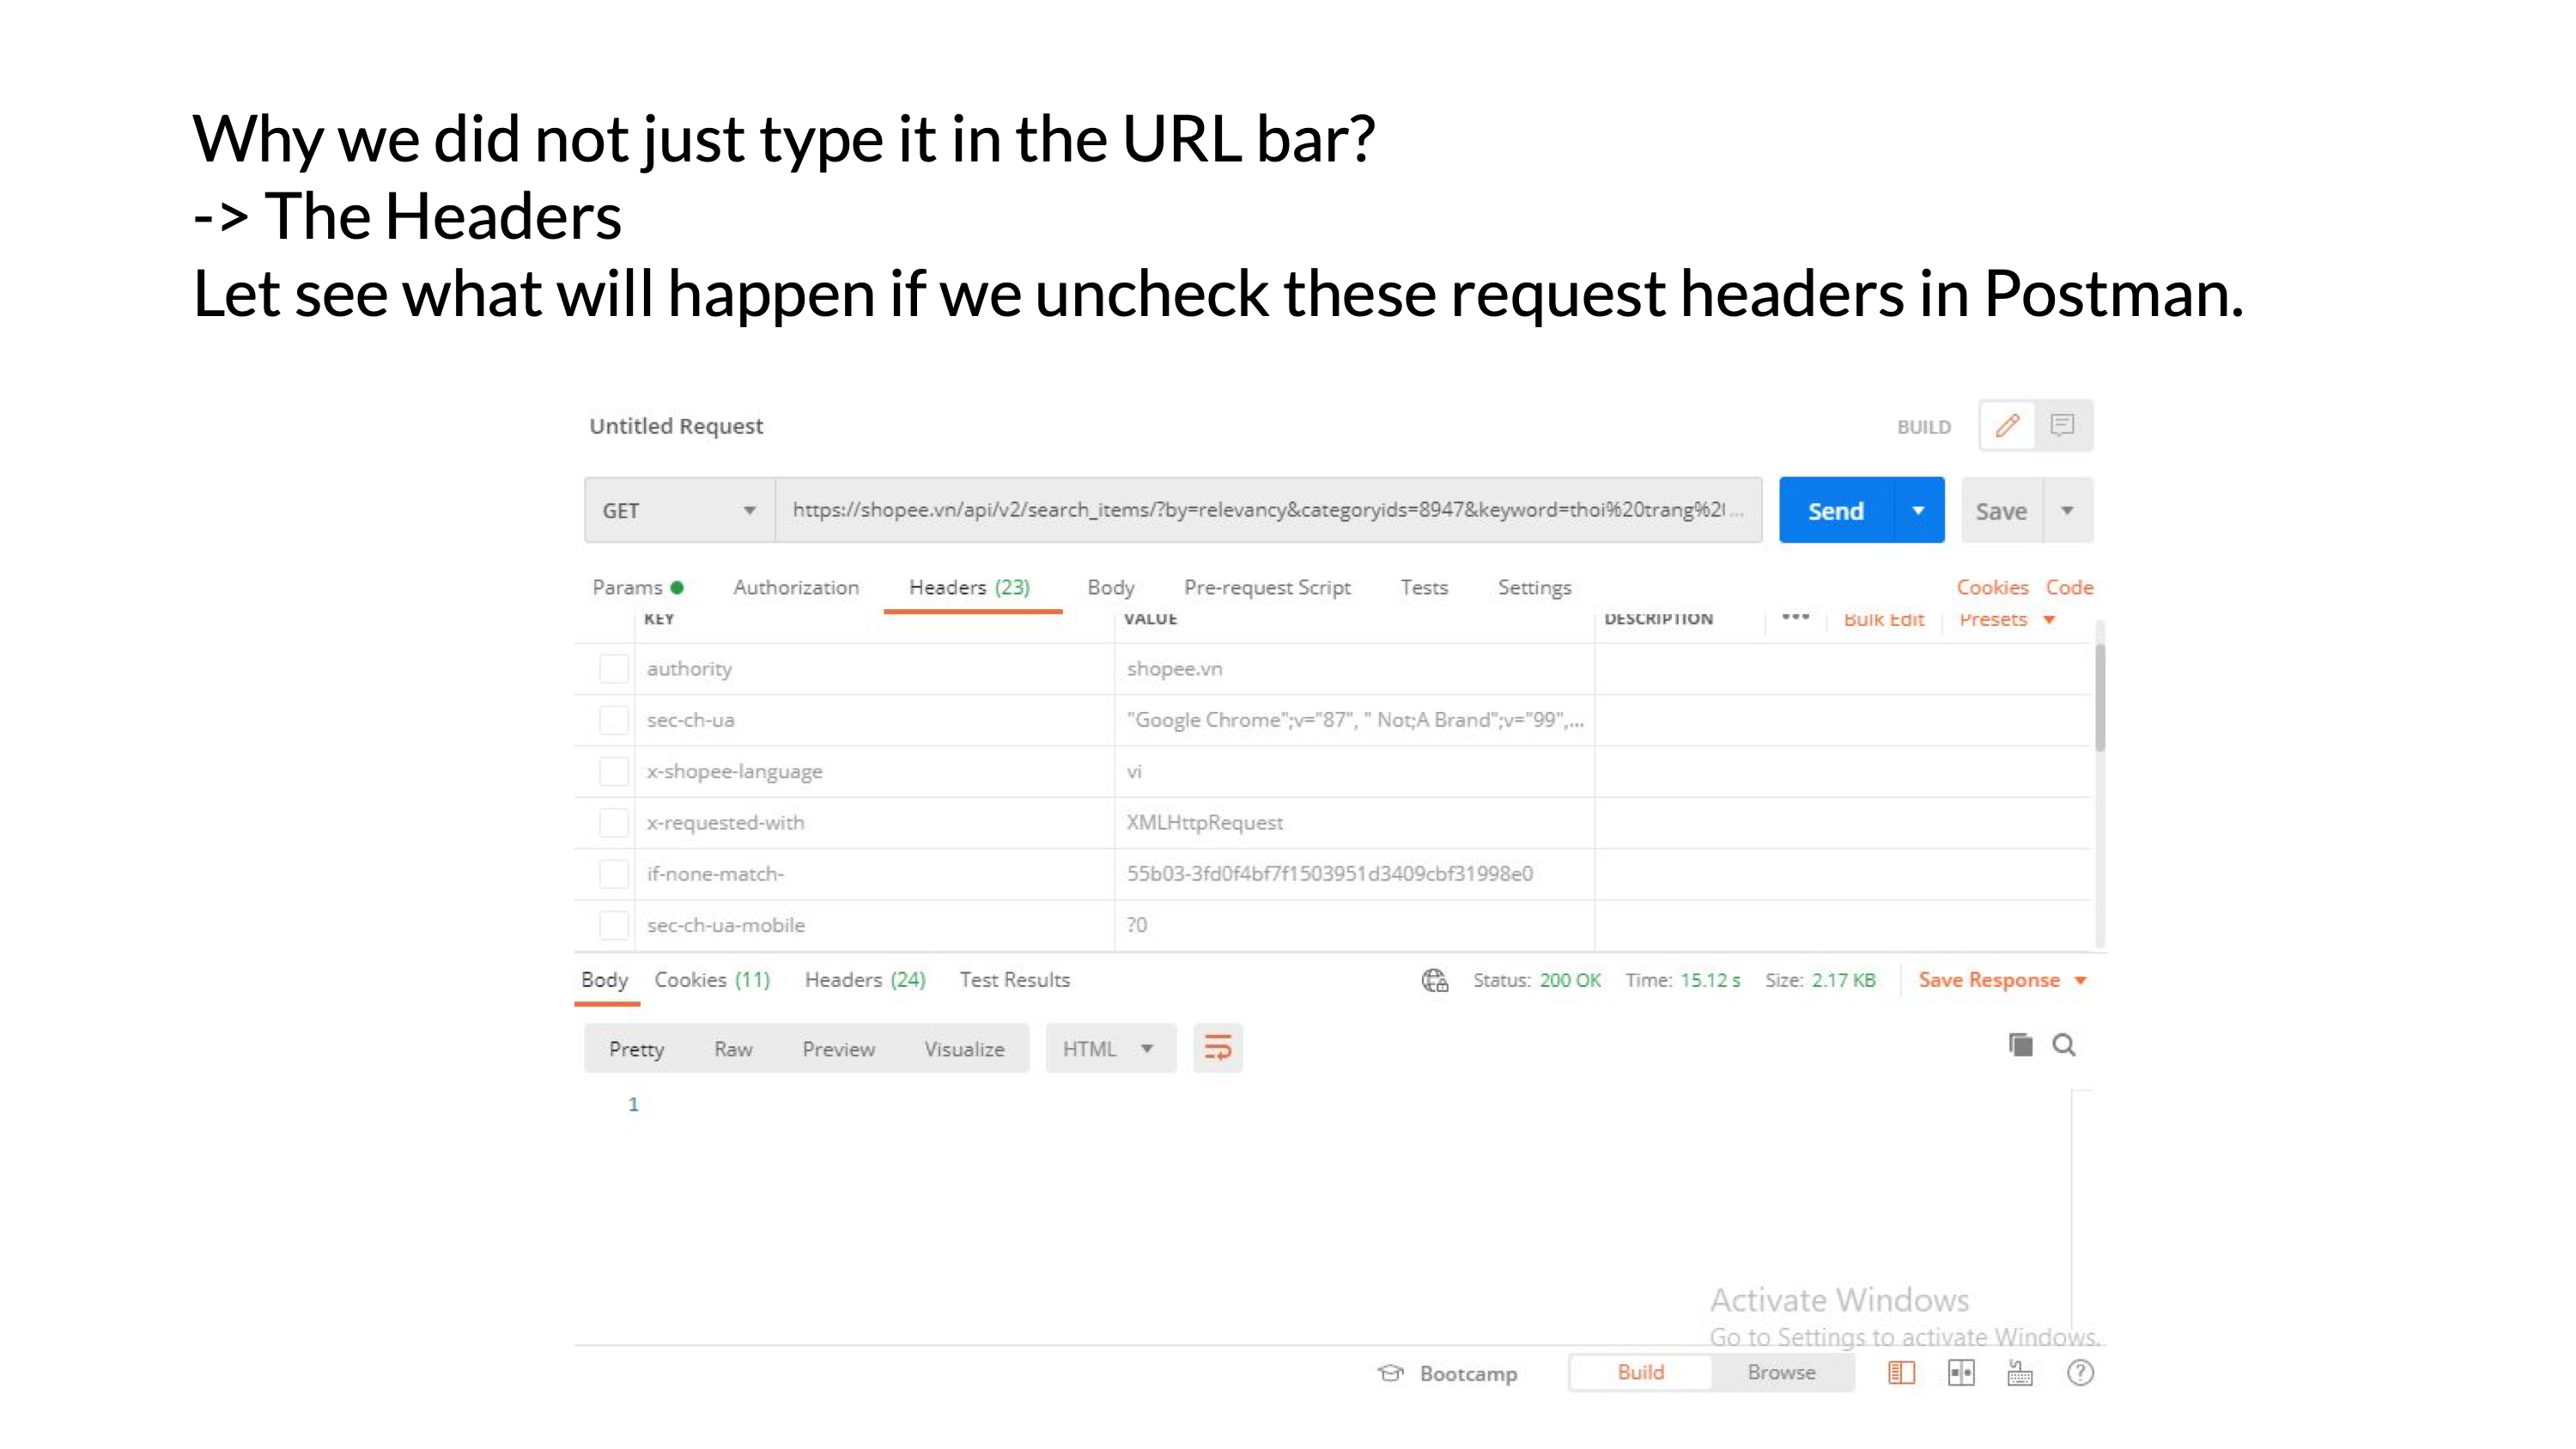 Why we did not just type it in the URL bar?
-> The Headers
Let see what will happen if we uncheck these request headers in Postman.
Untitled Request BUILD
GET https://shopee.vn/api/v2/search_items/?by=relevancy&categoryids=8947&keyword=thoi%20trang%2... Send Save
Params Authorization Headers (23) Body Pre-request Script Tests Settings Cookies Code
KEY VALUE DESCRIPTION ••• Bulk Edit Presets
authority shopee.vn
sec-ch-ua "Google Chrome";v="87", " Not;A Brand";v="99",...
x-shopee-language vi
x-requested-with XMLHttpRequest
if-none-match- 55b03-3fd0f4bf7f1503951d3409cbf31998e0
sec-ch-ua-mobile ?0
Body Cookies (11) Headers (24) Test Results Status: 200 OK Time: 15.12 s Size: 2.17 KB Save Response
Pretty Raw Preview Visualize HTML
1
Activate Windows
Go to Settings to activate Windows.
Bootcamp Build Browse